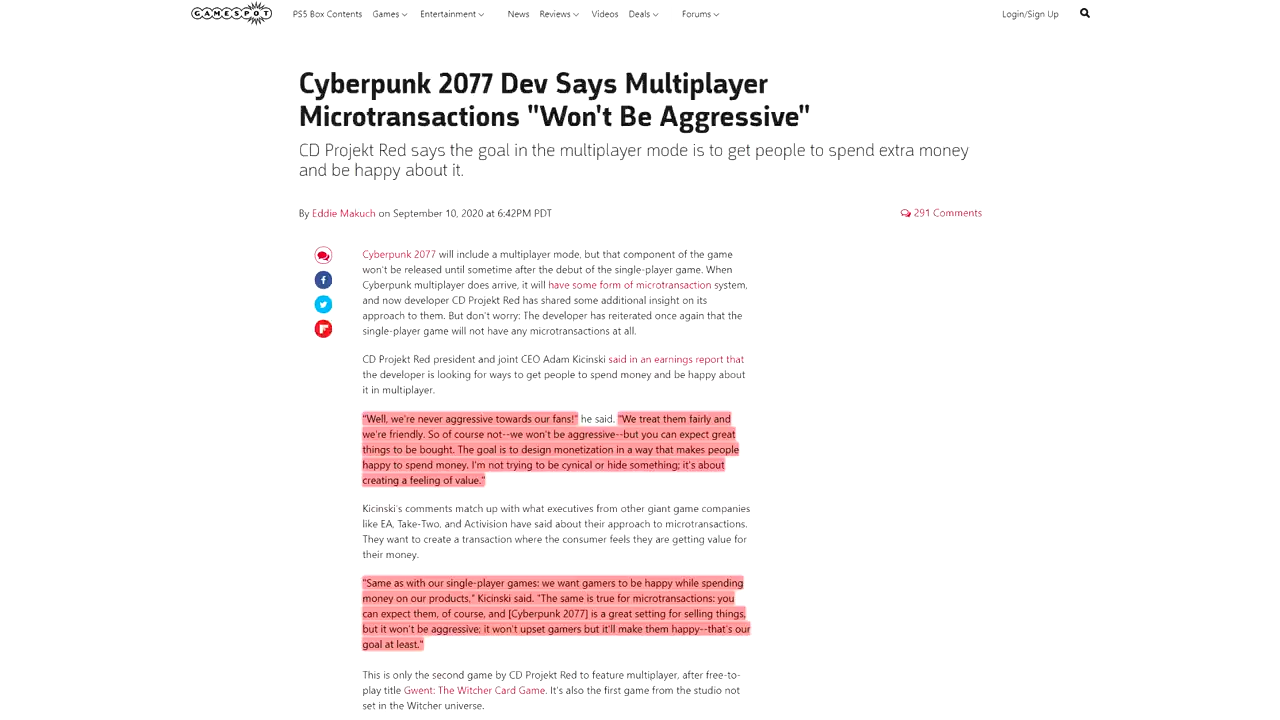 GAMESPOT PS5 Box Contents Games Entertainment News Reviews Videos Deals Forums Login/Sign Up
Cyberpunk 2077 Dev Says Multiplayer
Microtransactions "Won't Be Aggressive"
CD Projekt Red says the goal in the multiplayer mode is to get people to spend extra money
and be happy about it.
By Eddie Makuch on September 10, 2020 at 6:42PM PDT 291 Comments
Cyberpunk 2077 will include a multiplayer mode, but that component of the game
won't be released until sometime after the debut of the single-player game. When
Cyberpunk multiplayer does arrive, it will have some form of microtransaction system,
and now developer CD Projekt Red has shared some additional insight on its
approach to them. But don't worry: The developer has reiterated once again that the
single-player game will not have any microtransactions at all.
CD Projekt Red president and joint CEO Adam Kicinski said in an earnings report that
the developer is looking for ways to get people to spend money and be happy about
it in multiplayer.
"Well, we're never aggressive towards our fans!" he said. "We treat them fairly and
we're friendly. So of course not--we won't be aggressive--but you can expect great
things to be bought. The goal is to design monetization in a way that makes people
happy to spend money. I'm not trying to be cynical or hide something; it's about
creating a feeling of value."
Kicinski's comments match up with what executives from other giant game companies
like EA, Take-Two, and Activision have said about their approach to microtransactions.
They want to create a transaction where the consumer feels they are getting value for
their money.
"Same as with our single-player games: we want gamers to be happy while spending
money on our products," Kicinski said. "The same is true for microtransactions: you
can expect them, of course, and [Cyberpunk 2077] is a great setting for selling things,
but it won't be aggressive; it won't upset gamers but it'll make them happy--that's our
goal at least."
This is only the second game by CD Projekt Red to feature multiplayer, after free-to-
play title Gwent: The Witcher Card Game. It's also the first game from the studio not
set in the Witcher universe.